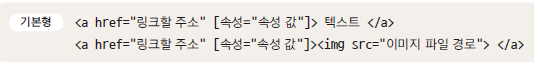 기본형 <a href="링크할 주소" [속성="속성 값"]> 텍스트 </a>
<a href="링크할 주소" [속성="속성 값"]><img src="이미지 파일 경로"> </a>